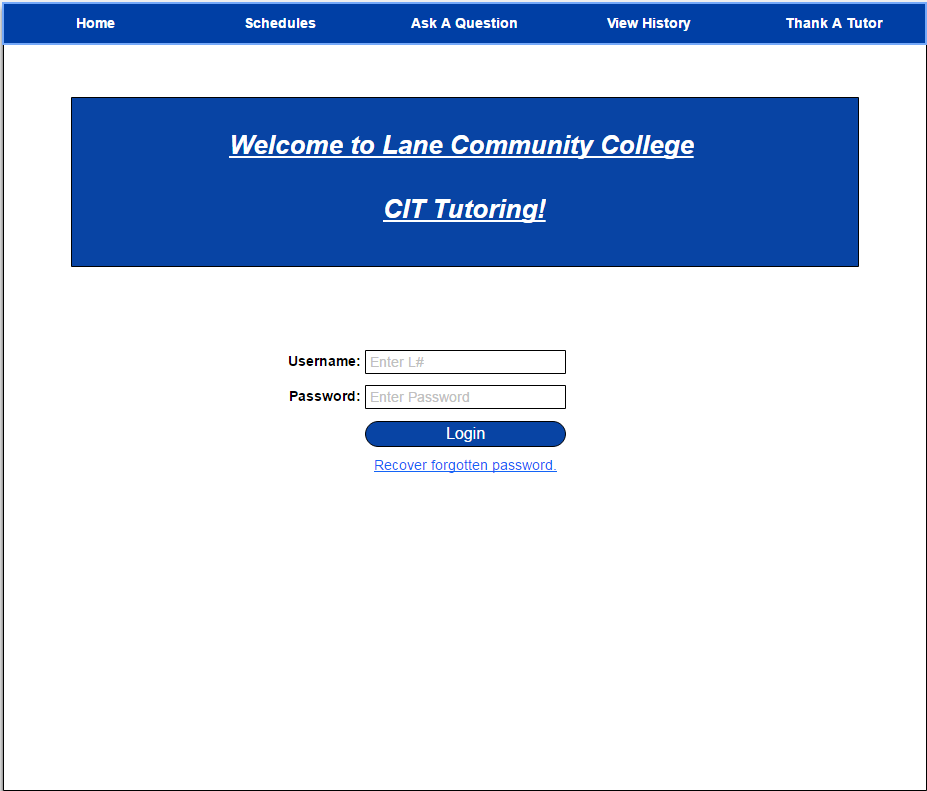 Home Schedules Ask A Question View History Thank A Tutor
Welcome to Lane Community College
CIT Tutoring!
Username: Enter L#
Password: Enter Password
Login
Recover forgotten password.